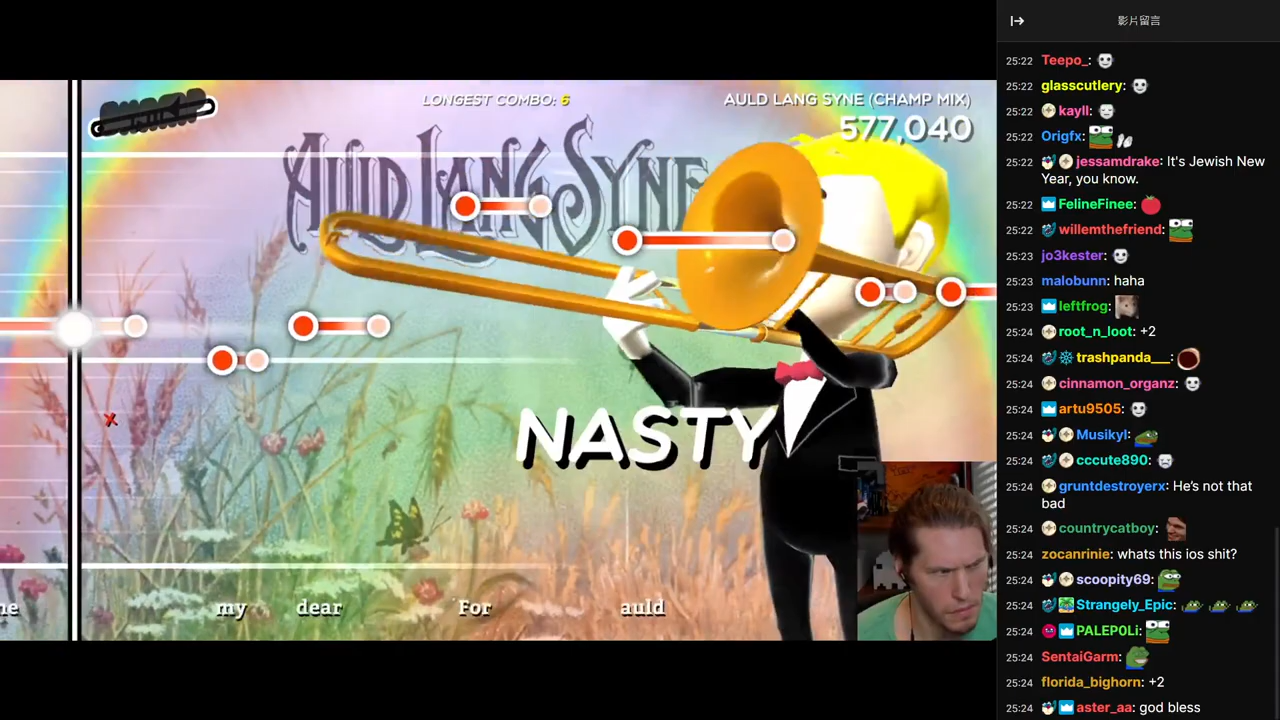 LONGEST COMBO: 6
AULD LANG SYNE (CHAMP MIX)
577,040
AULD LANG SYNE
NASTY
my dear For auld
影片留言
25:22 Teepo_:
25:22 glasscutlery:
25:22 kayll:
25:22 Origfx:
25:22 jessamdrake: It's Jewish New
Year, you know.
25:22 FelineFinee:
25:22 willemthefriend:
25:23 jo3kester:
25:23 malobunn: haha
25:23 leftfrog:
25:24 root_n_loot: +2
25:24 trashpanda___:
25:24 cinnamon_organz:
25:24 artu9505:
25:24 Musikyl:
25:24 cccute890:
25:24 gruntdestroyerx: He's not that
bad
25:24 countrycatboy:
25:24 zocanrinie: whats this ios shit?
25:24 scoopity69:
25:24 Strangely_Epic:
25:24 PALEP0Li:
25:24 SentaiGarm:
25:24 florida_bighorn: +2
25:24 aster_aa: god bless